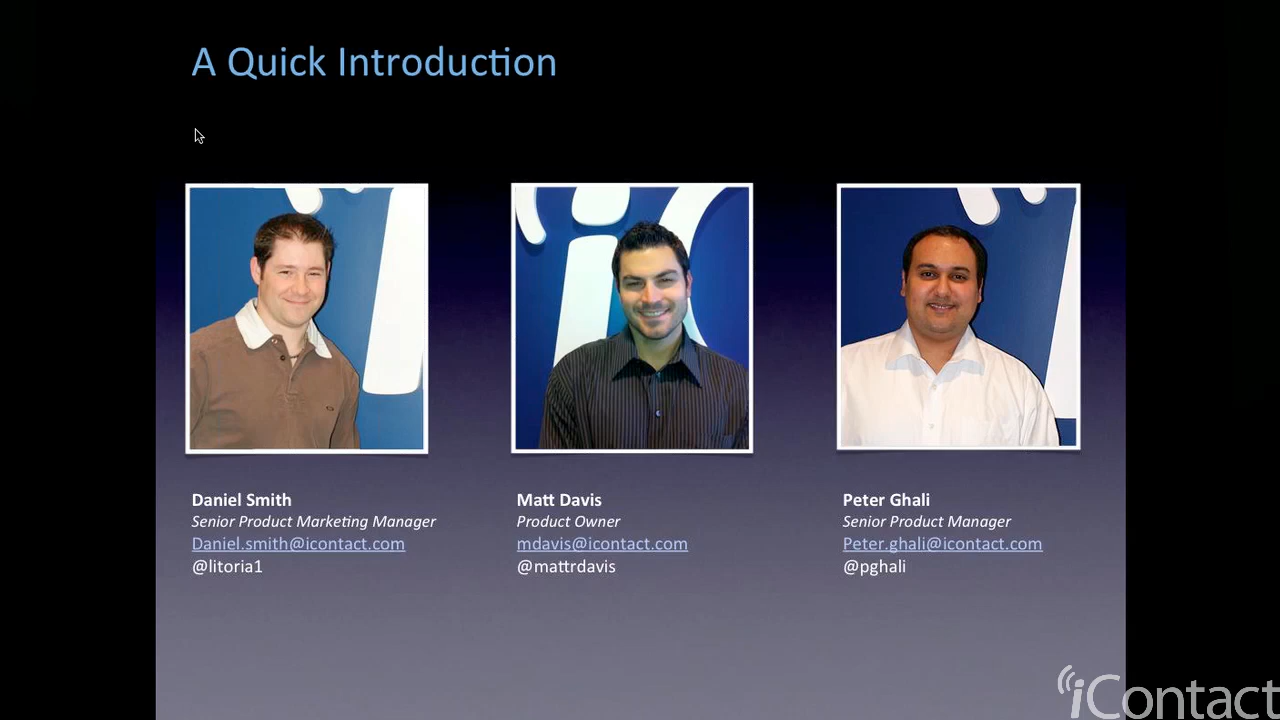 A Quick Introduction
Daniel Smith
Senior Product Marketing Manager
Daniel.smith@icontact.com
@litoria1
Matt Davis
Product Owner
mdavis@icontact.com
@mattrdavis
Peter Ghali
Senior Product Manager
Peter.ghali@icontact.com
@pghali
iContact